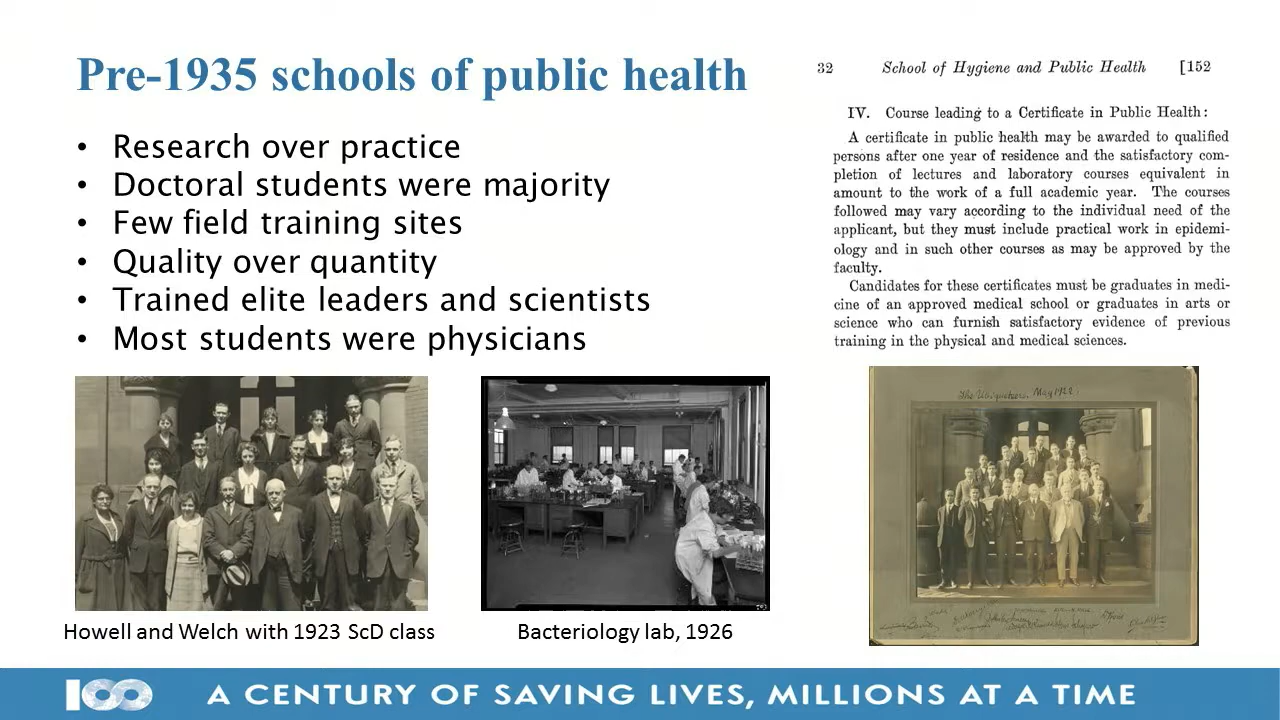 Pre-1935 schools of public health
• Research over practice
• Doctoral students were majority
• Few field training sites
• Quality over quantity
• Trained elite leaders and scientists
• Most students were physicians
32 School of Hygiene and Public Health [152
IV. Course leading to a Certificate in Public Health:
A certificate in public health may be awarded to qualified
persons after one year of residence and the satisfactory com-
pletion of lectures and laboratory courses equivalent in
amount to the work of a full academic year. The courses
followed may vary according to the individual need of the
applicant, but they must include practical work in epidemi-
ology and in such other courses as may be approved by the
faculty.
Candidates for these certificates must be graduates in medi-
cine of an approved medical school or graduates in arts or
science who can furnish satisfactory evidence of previous
training in the physical and medical sciences.
The May 1922
Howell and Welch with 1923 ScD class
Bacteriology lab, 1926
100 A CENTURY OF SAVING LIVES, MILLIONS AT A TIME